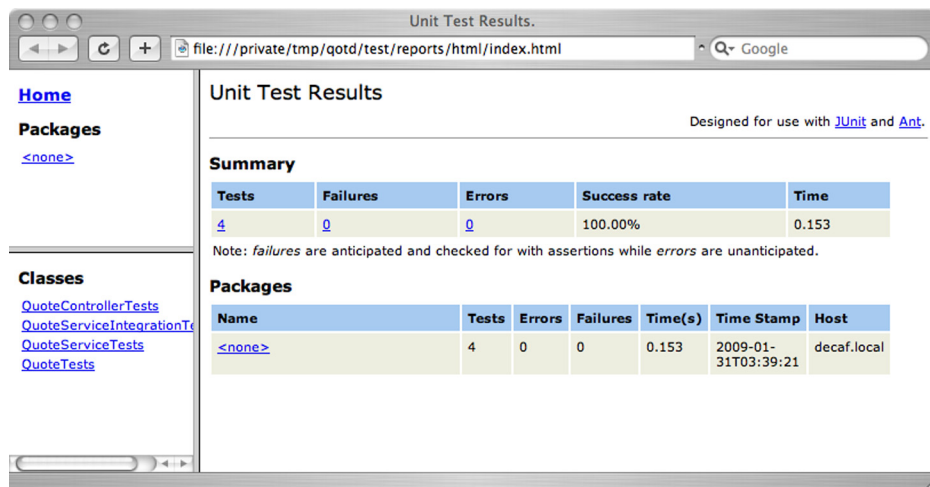 Unit Test Results.
file:///private/tmp/qotd/test/reports/html/index.html
Google
Home
Packages
<none>
Classes
QuoteControllerTests
QuoteServiceIntegrationTe
QuoteServiceTests
QuoteTests
Unit Test Results
Designed for use with JUnit and Ant.
Summary
Tests Failures Errors Success rate Time
4 0 0 100.00% 0.153
Note: failures are anticipated and checked for with assertions while errors are unanticipated.
Packages
Name Tests Errors Failures Time(s) Time Stamp Host
<none> 4 0 0 0.153 2009-01- decaf.local
31T03:39:21